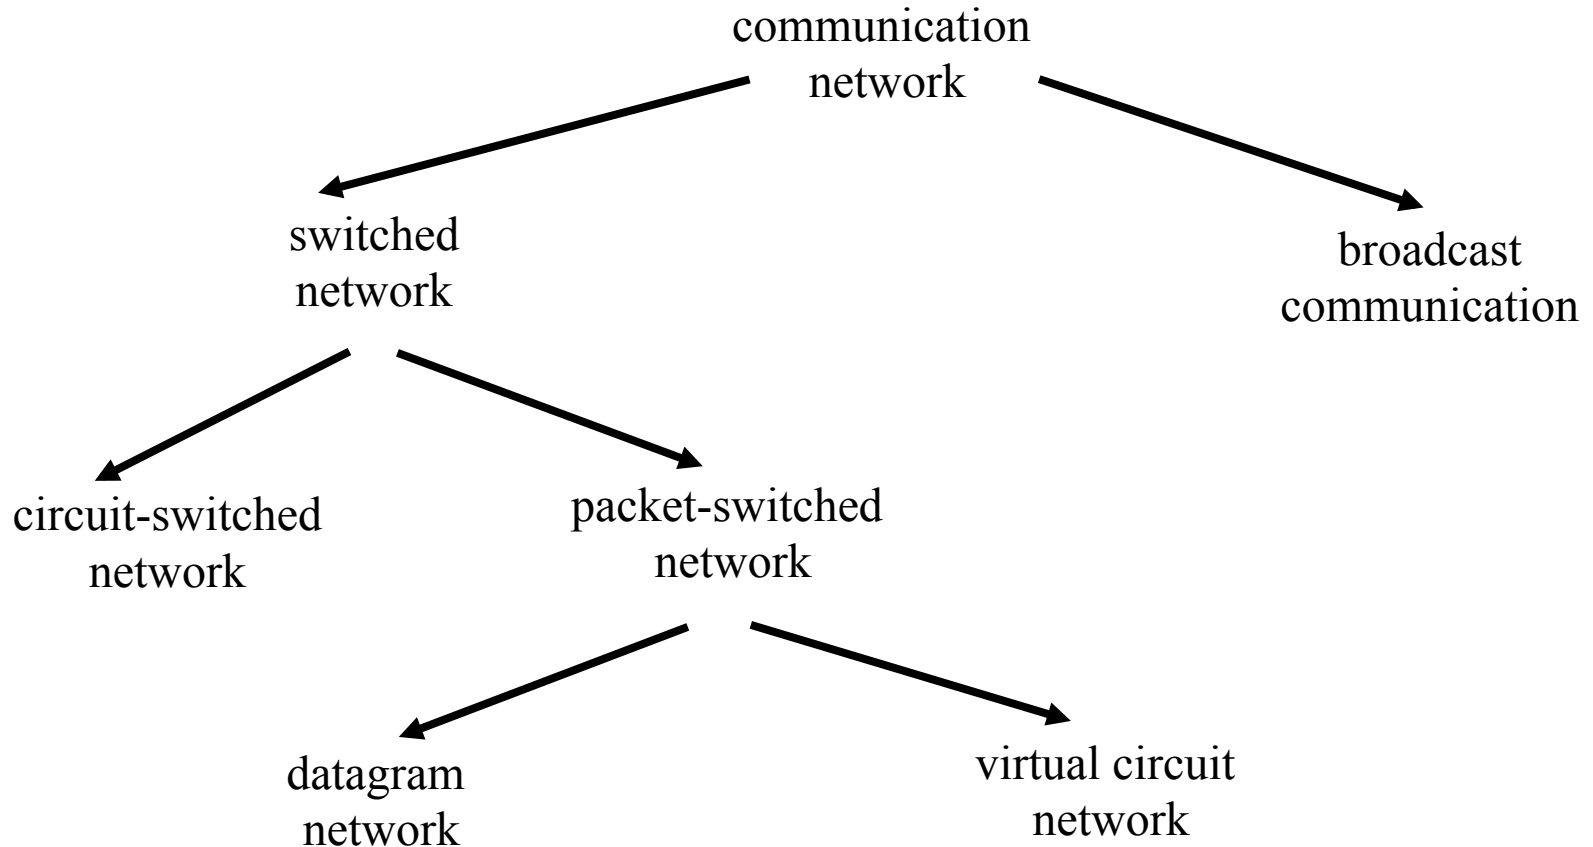 communication
network
switched
network
broadcast
communication
circuit-switched
network
packet-switched
network
datagram
network
virtual circuit
network